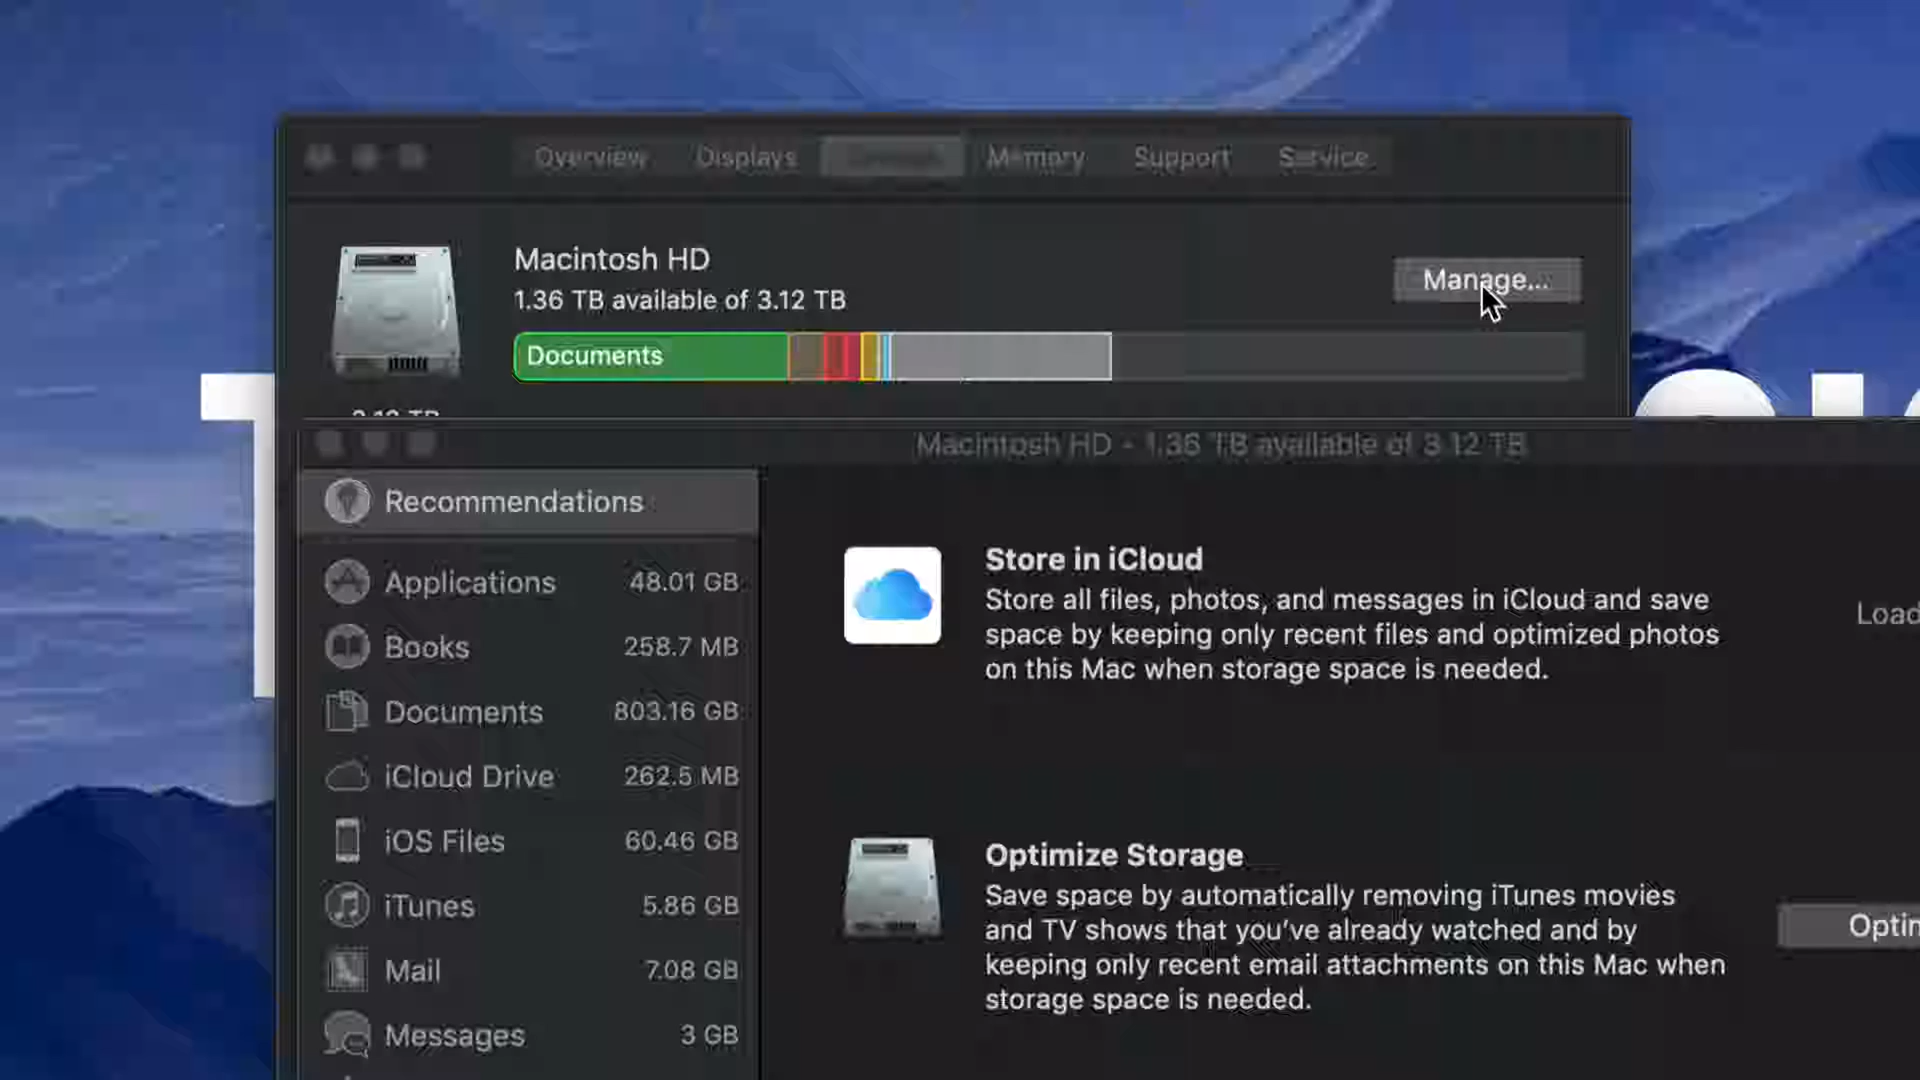 Overview Displays Memory Support Service
Macintosh HD
1.36 TB available of 3.12 TB
Manage...
Documents
Macintosh HD - 1.36 TB available of 3.12 TB
Recommendations
Applications 48.01 GB
Books 258.7 MB
Documents 803.16 GB
iCloud Drive 262.5 MB
iOS Files 60.46 GB
iTunes 5.86 GB
Mail 7.08 GB
Messages 3 GB
Store in iCloud
Store all files, photos, and messages in iCloud and save
space by keeping only recent files and optimized photos
on this Mac when storage space is needed.
Load
Optimize Storage
Save space by automatically removing iTunes movies
and TV shows that you've already watched and by
keeping only recent email attachments on this Mac when
storage space is needed.
Optim